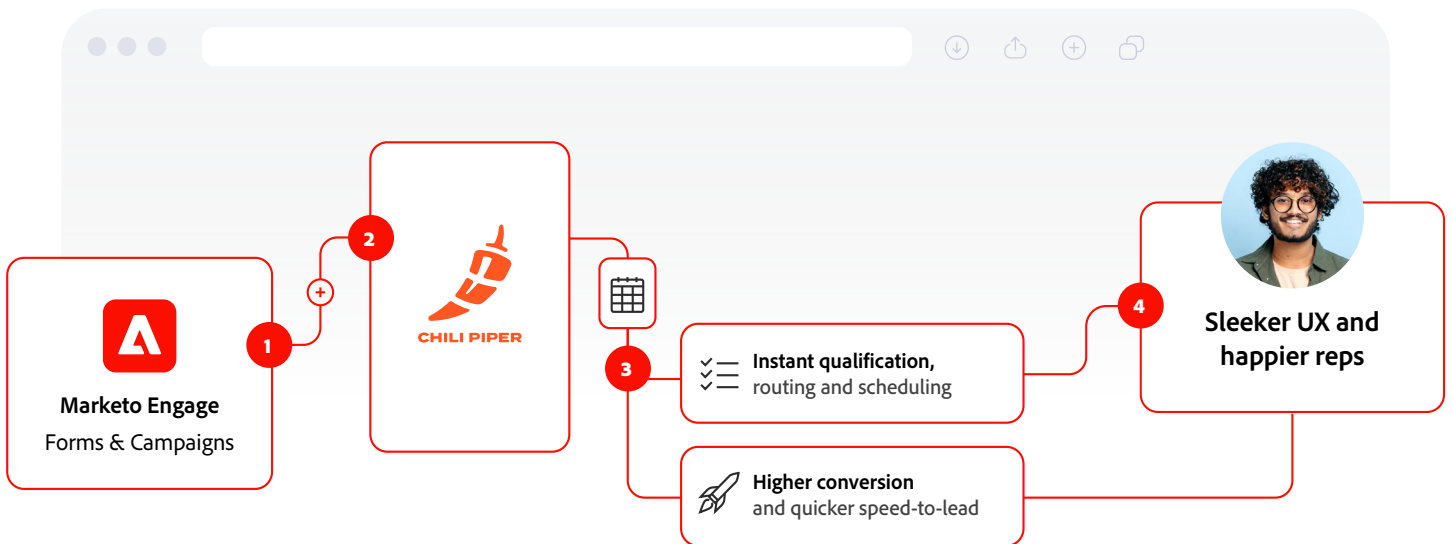 1
Marketo Engage
Forms & Campaigns
2
CHILI PIPER
3
Instant qualification,
routing and scheduling
Higher conversion
and quicker speed-to-lead
4
Sleeker UX and
happier reps